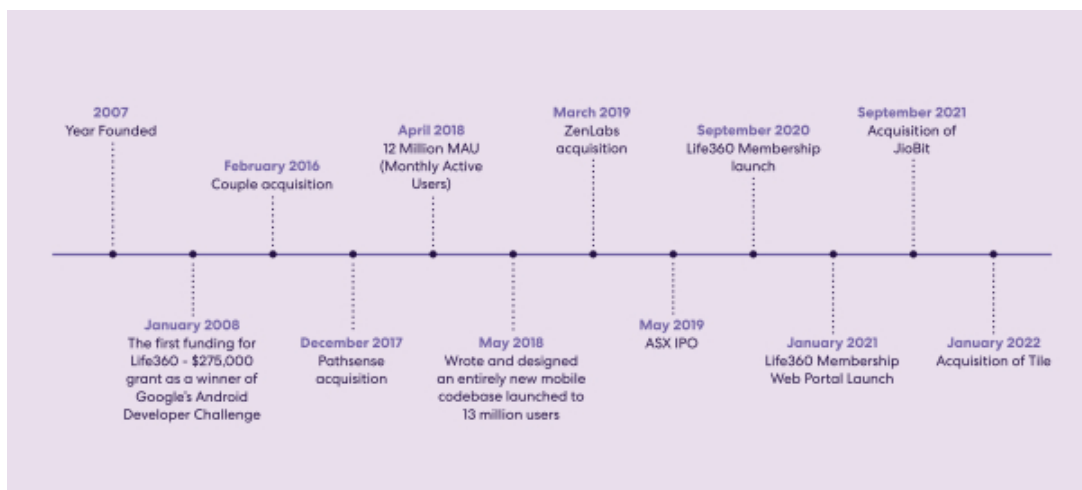 2007
Year Founded
January 2008
The first funding for
Life360 - $275,000
grant as a winner of
Google's Android
Developer Challenge
February 2016
Couple acquisition
December 2017
Pathsense
acquisition
April 2018
12 Million MAU
(Monthly Active
Users)
May 2018
Wrote and designed
an entirely new mobile
codebase launched to
13 million users
March 2019
ZenLabs
acquisition
May 2019
ASX IPO
September 2020
Life360 Membership
launch
January 2021
Life360 Membership
Web Portal Launch
September 2021
Acquisition of
JioBit
January 2022
Acquisition of Tile